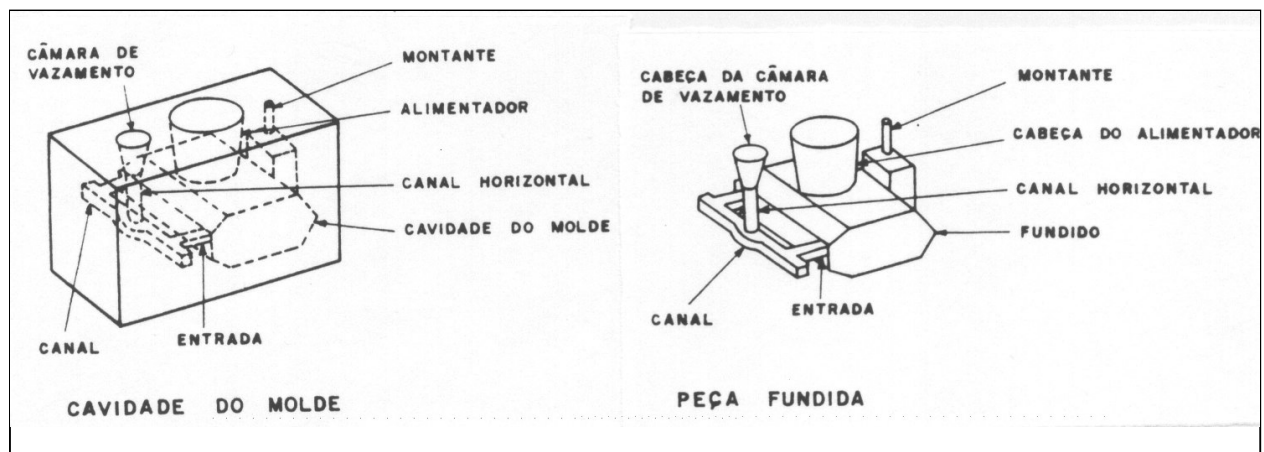 CÂMARA DE
VAZAMENTO
MONTANTE
ALIMENTADOR
CANAL HORIZONTAL
CAVIDADE DO MOLDE
ENTRADA
CANAL
CAVIDADE DO MOLDE
CABEÇA DA CÂMARA
DE VAZAMENTO
MONTANTE
CABEÇA DO ALIMENTADOR
CANAL HORIZONTAL
FUNDIDO
ENTRADA
CANAL
PEÇA FUNDIDA